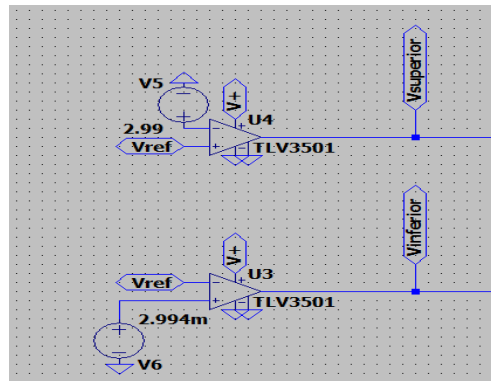 Vsuperior
V5
V+
U4
2.99
Vref
TLV3501
Vinferior
V+
U3
Vref
TLV3501
2.994m
V6